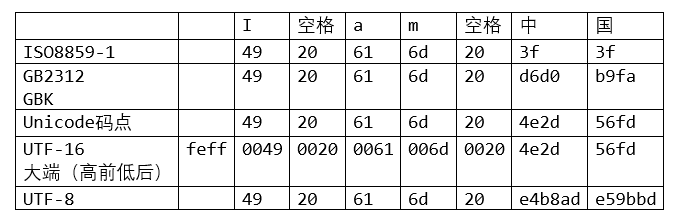 I 空格 a m 空格 中 国
ISO8859-1 49 20 61 6d 20 3f 3f
GB2312 49 20 61 6d 20 d6d0 b9fa
GBK
Unicode码点 49 20 61 6d 20 4e2d 56fd
UTF-16 feff 0049 0020 0061 006d 0020 4e2d 56fd
大端（高前低后）
UTF-8 49 20 61 6d 20 e4b8ad e59bbd